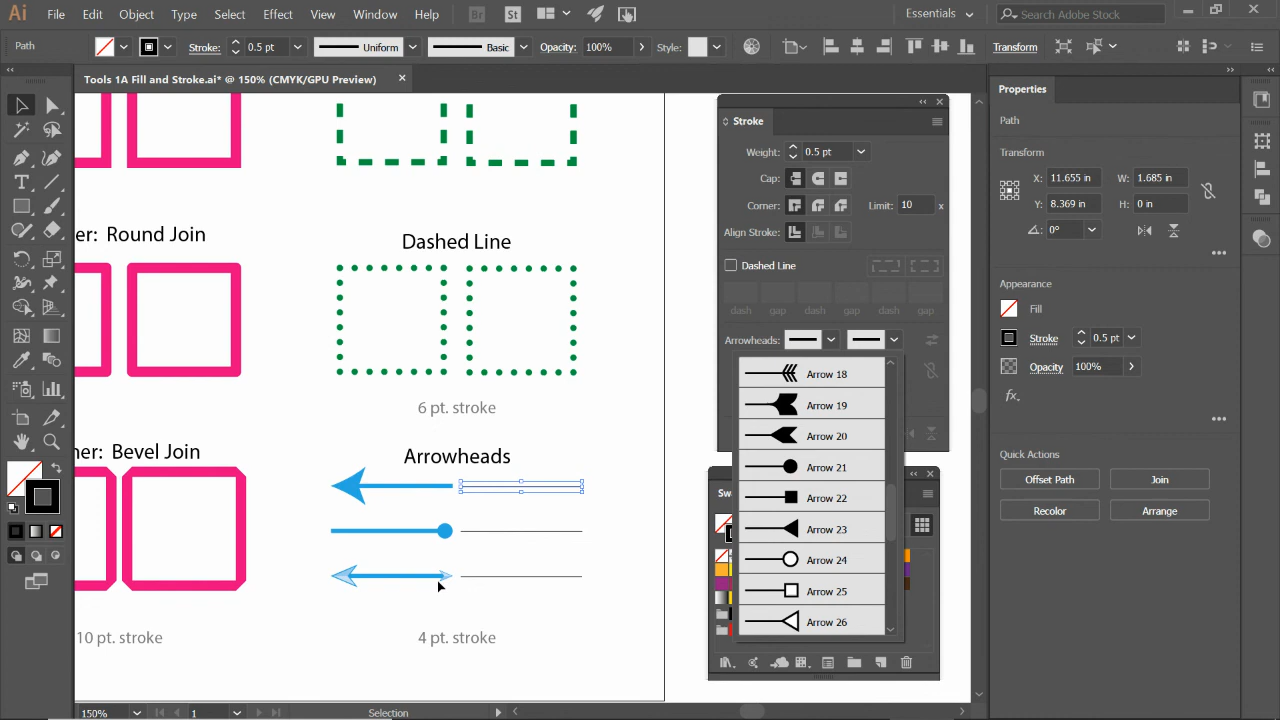 Ai File Edit Object Type Select Effect View Window Help Br St Essentials Search Adobe Stock
Path Stroke: 0.5 pt Uniform Basic Opacity: 100% Style: Transform
Tools 1A Fill and Stroke.ai* @ 150% (CMYK/GPU Preview)
Properties
Stroke
Path
Weight: 0.5 pt
Transform
Cap:
X: 11.655 in W: 1.685 in
Corner: Limit: 10 x
Y: 8.369 in H: 0 in
Align Stroke:
0°
er: Round Join
Dashed Line
Dashed Line
dash gap dash gap dash gap
Appearance
Fill
Arrowheads:
Stroke 0.5 pt
Opacity 100%
fx
Arrow 18
Arrow 19
Arrow 20
Arrow 21
Arrow 22
Arrow 23
Arrow 24
Arrow 25
Arrow 26
6 pt. stroke
ner: Bevel Join
Arrowheads
Quick Actions
Offset Path Join
Recolor Arrange
Sw
10 pt. stroke
4 pt. stroke
150% 1 Selection